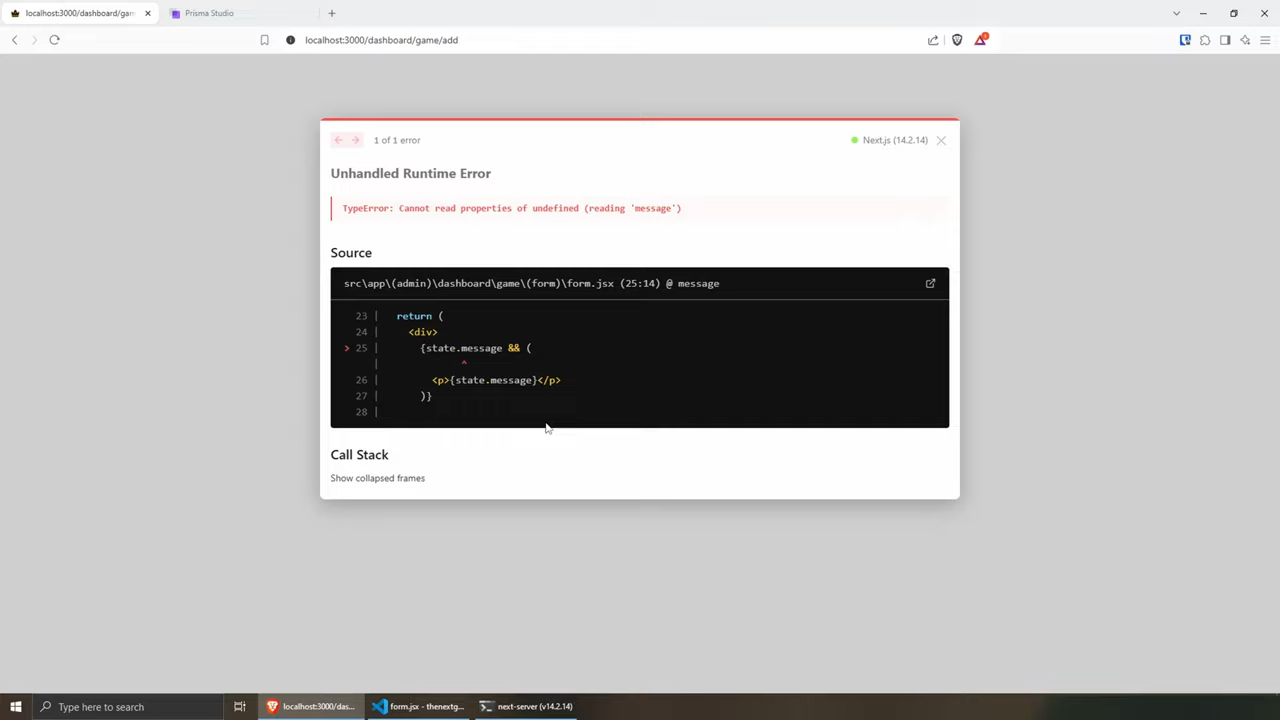 localhost:3000/dashboard/gam
Prisma Studio
localhost:3000/dashboard/game/add
1 of 1 error
Next.js (14.2.14)
Unhandled Runtime Error
TypeError: Cannot read properties of undefined (reading 'message')
Source
src\app\(admin)\dashboard\game\(form)\form.jsx (25:14) @ message
23 | return (
24 | <div>
> 25 | {state.message && (
| ^
26 | <p>{state.message}</p>
27 | )}
28 |
Call Stack
Show collapsed frames
Type here to search
localhost:3000/das...
form.jsx - thenextg...
next-server (v14.2.14)